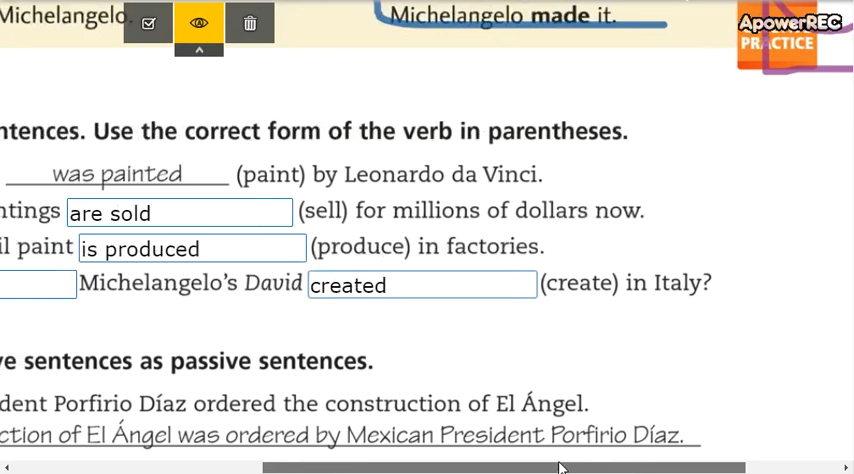 Michelangelo.
Michelangelo made it.
ApowerREC
PRACTICE
ntences. Use the correct form of the verb in parentheses.
was painted (paint) by Leonardo da Vinci.
ntings are sold (sell) for millions of dollars now.
il paint is produced (produce) in factories.
Michelangelo's David created (create) in Italy?
ve sentences as passive sentences.
dent Porfirio Díaz ordered the construction of El Ángel.
ction of El Ángel was ordered by Mexican President Porfirio Díaz.